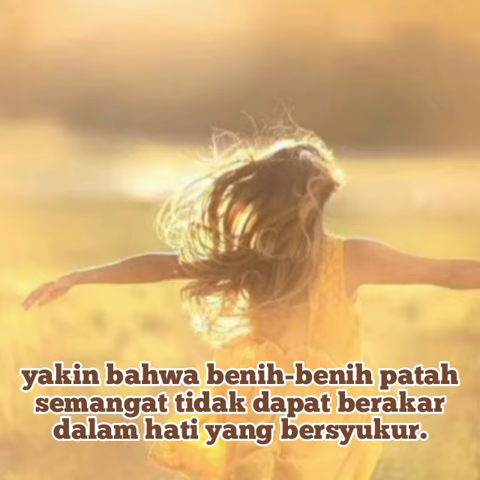 yakin bahwa benih-benih patah
semangat tidak dapat berakar
dalam hati yang bersyukur.